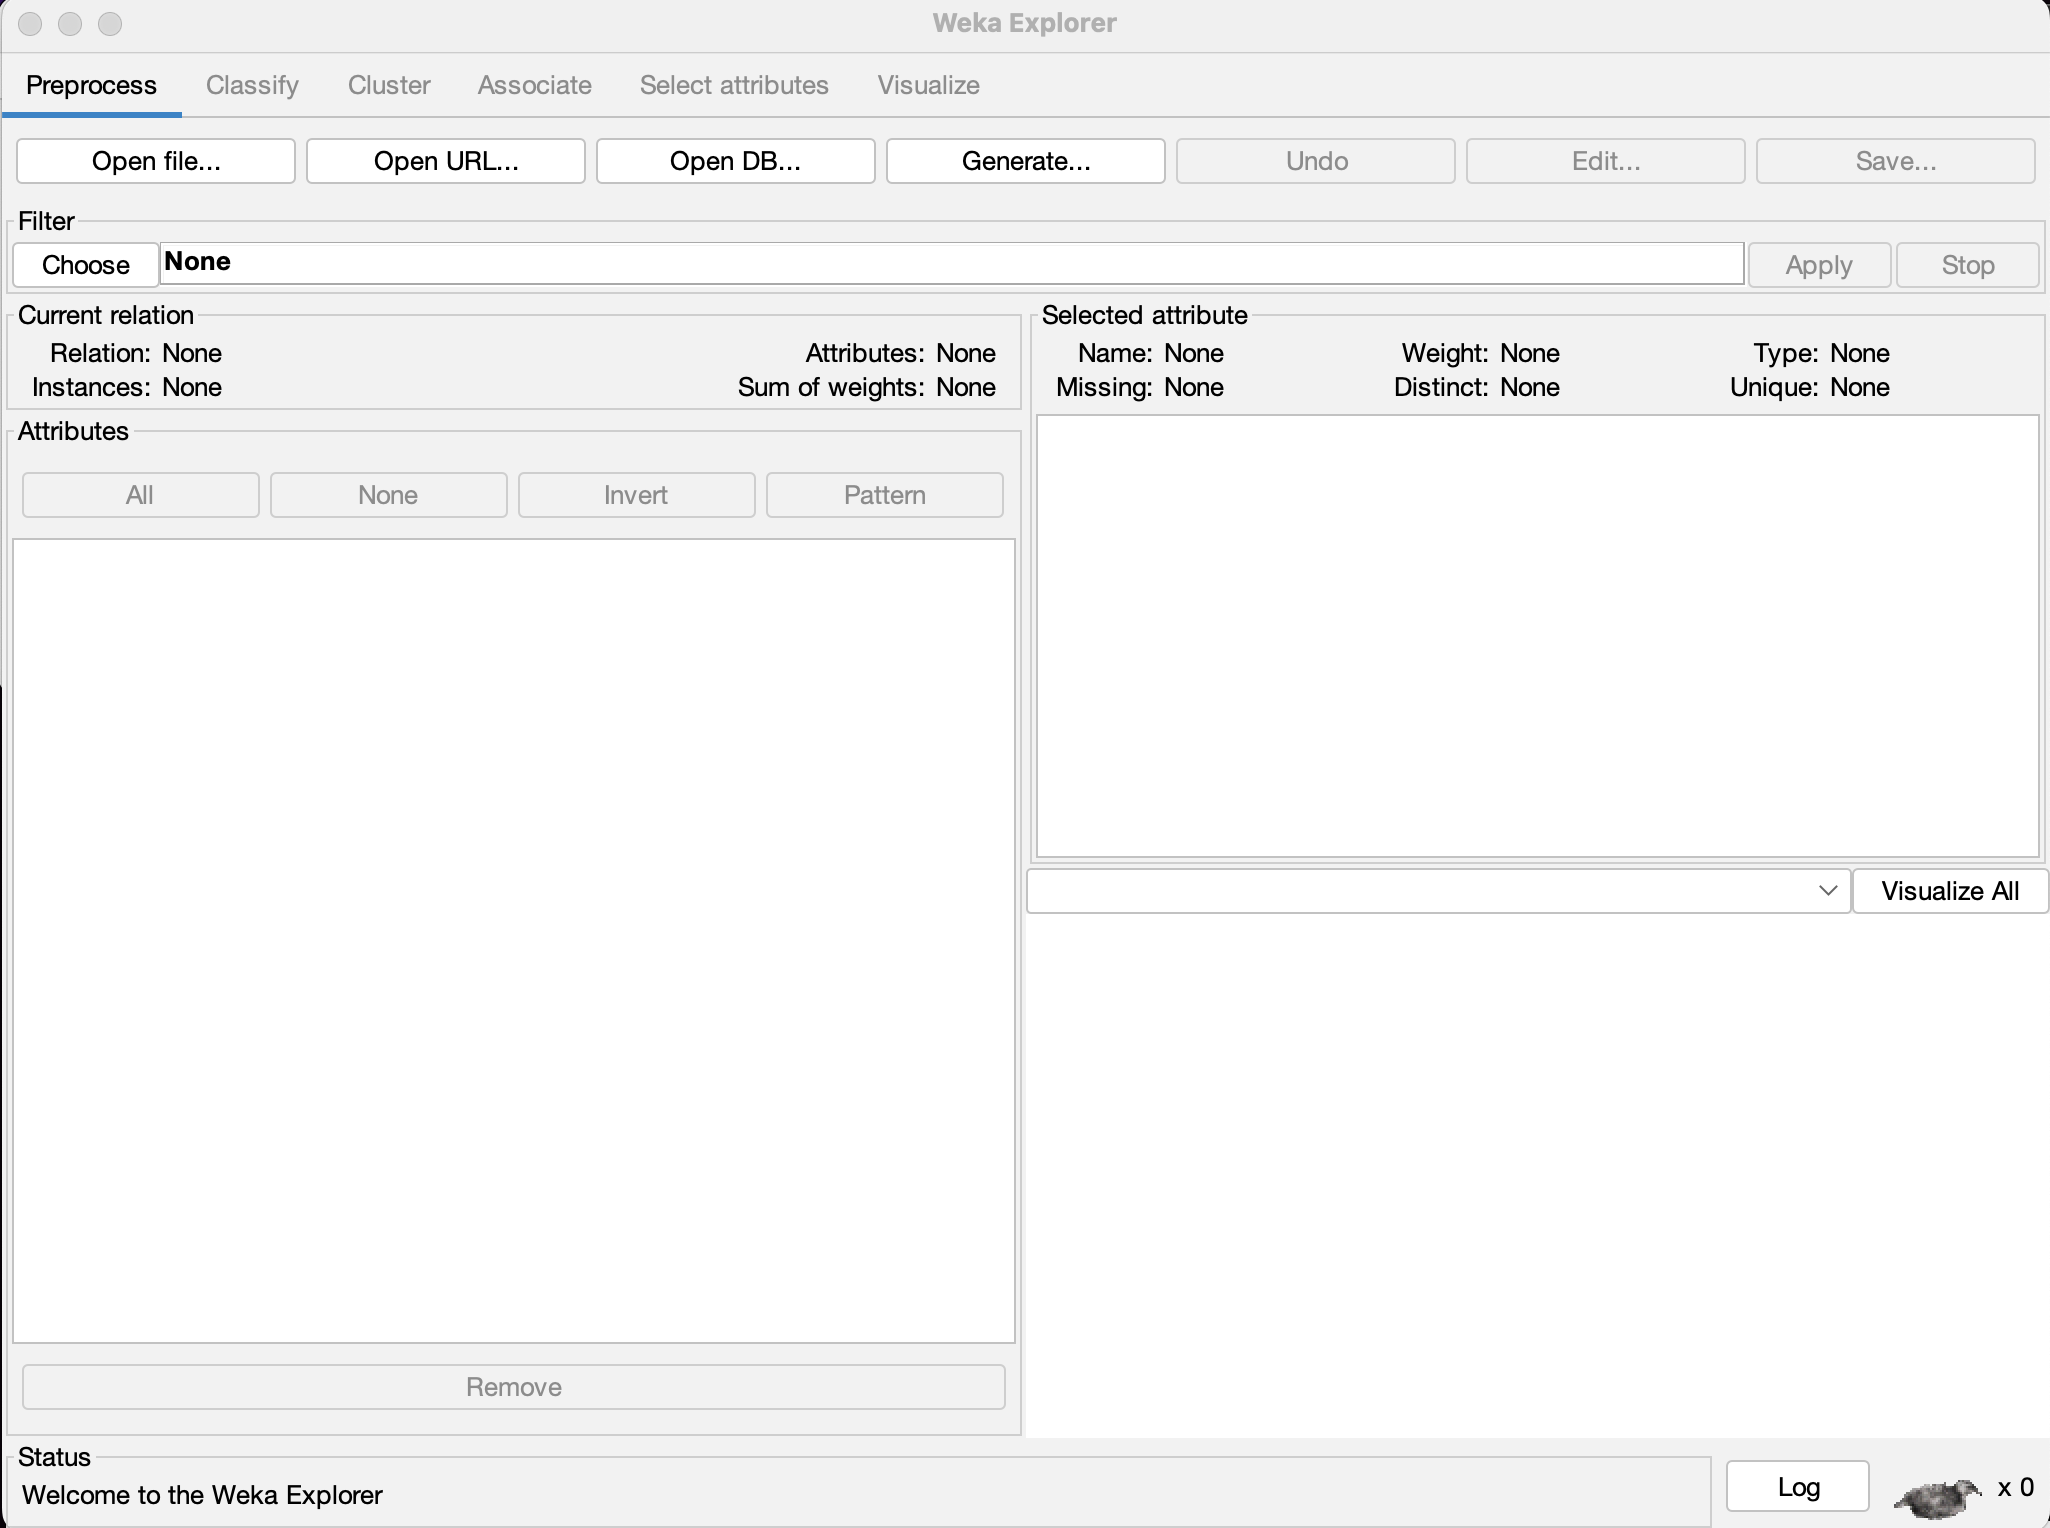 Weka Explorer
Preprocess Classify Cluster Associate Select attributes Visualize
Open file... Open URL... Open DB... Generate... Undo Edit... Save...
Filter
Choose None Apply Stop
Current relation
Relation: None Attributes: None
Instances: None Sum of weights: None
Selected attribute
Name: None Weight: None Type: None
Missing: None Distinct: None Unique: None
Attributes
All None Invert Pattern
Visualize All
Remove
Status
Welcome to the Weka Explorer
Log x 0